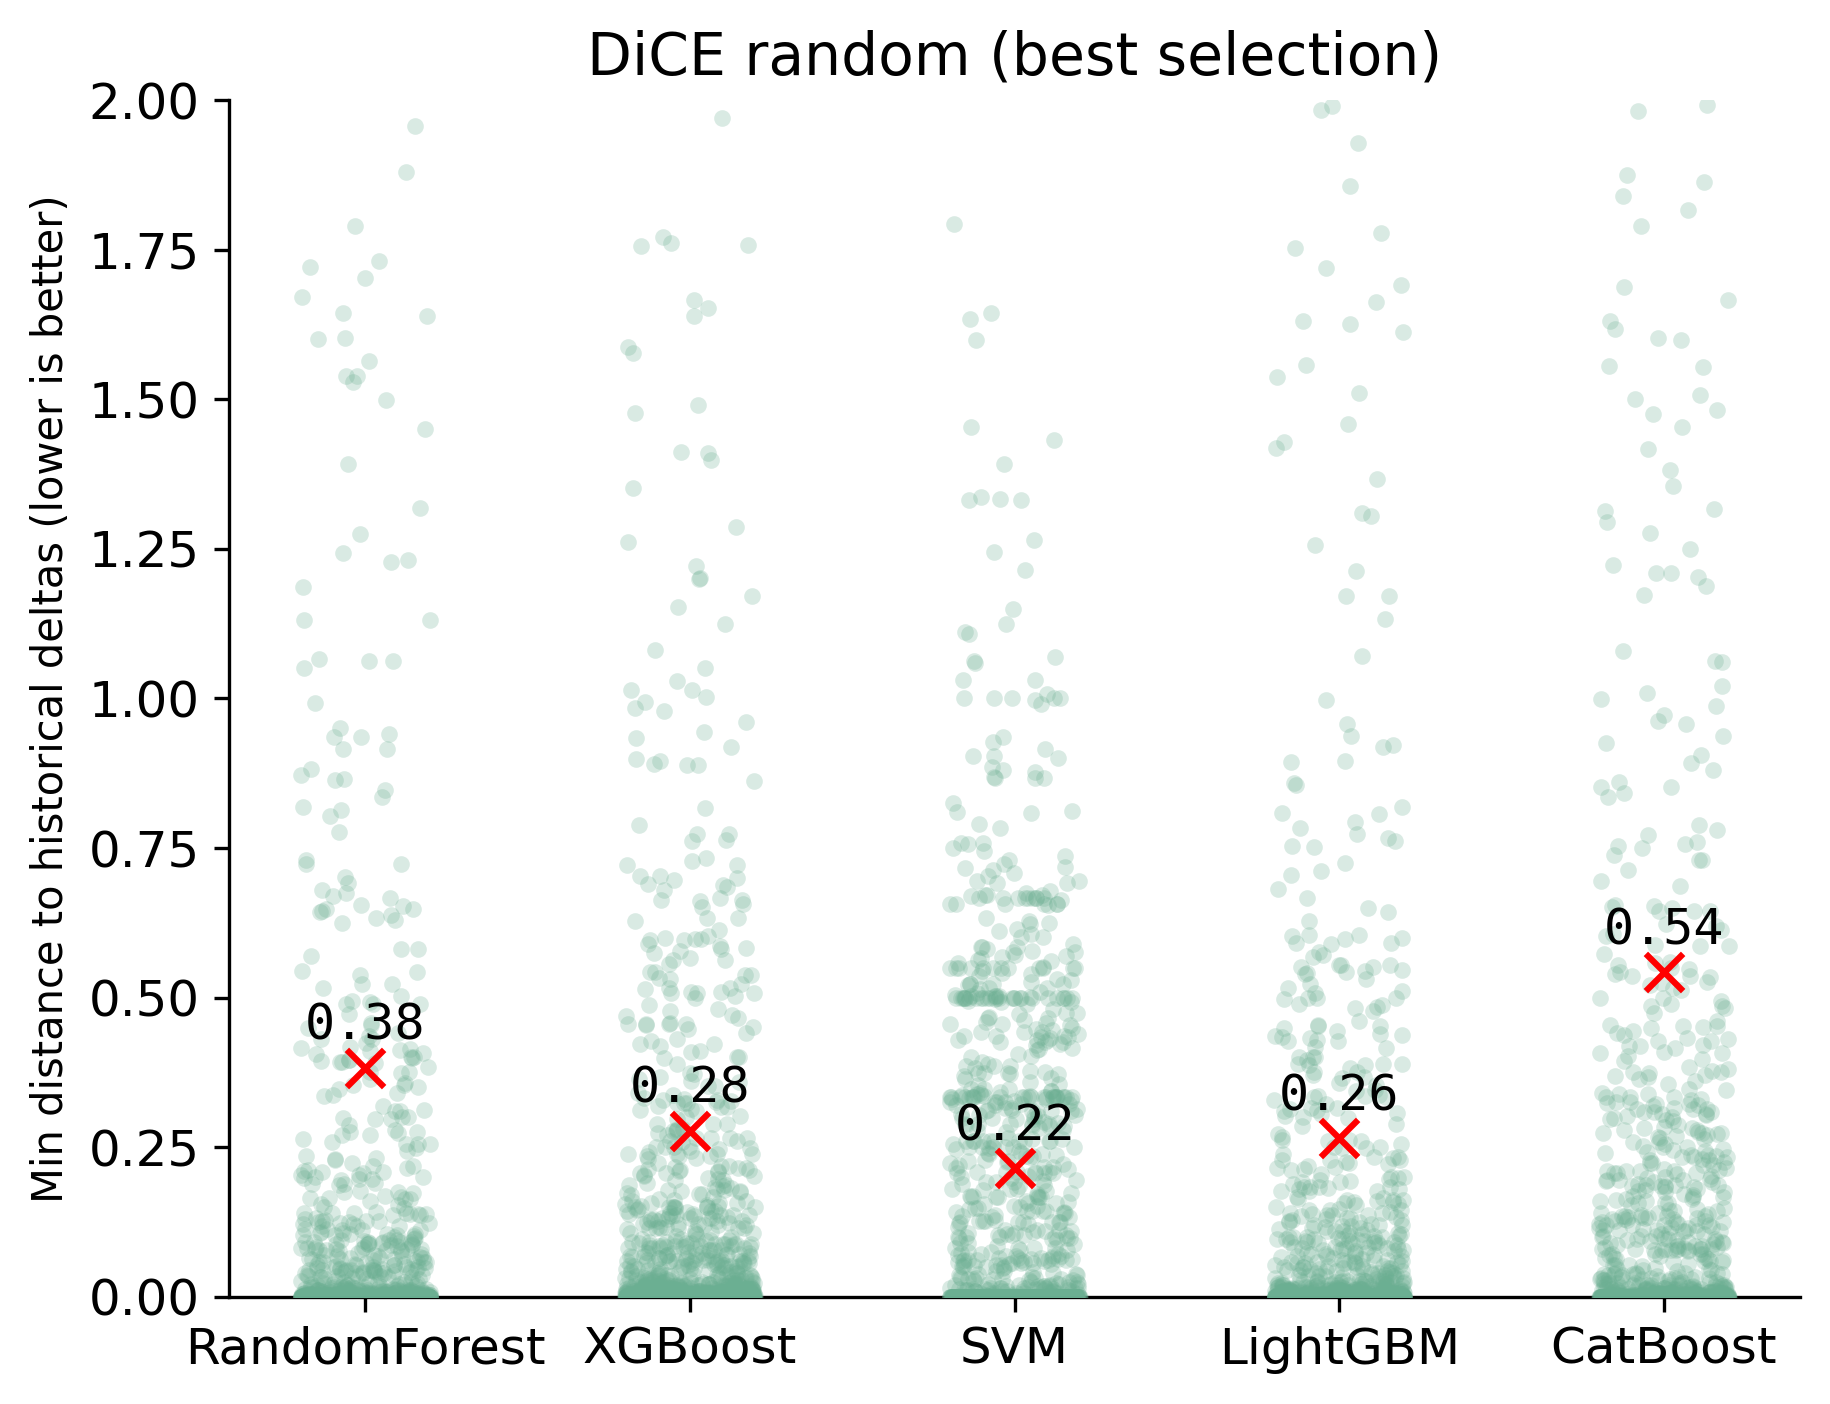 DiCE random (best selection)
Min distance to historical deltas (lower is better)
2.00
1.75
1.50
1.25
1.00
0.75
0.50
0.25
0.00
0.38
0.28
0.22
0.26
0.54
RandomForest
XGBoost
SVM
LightGBM
CatBoost